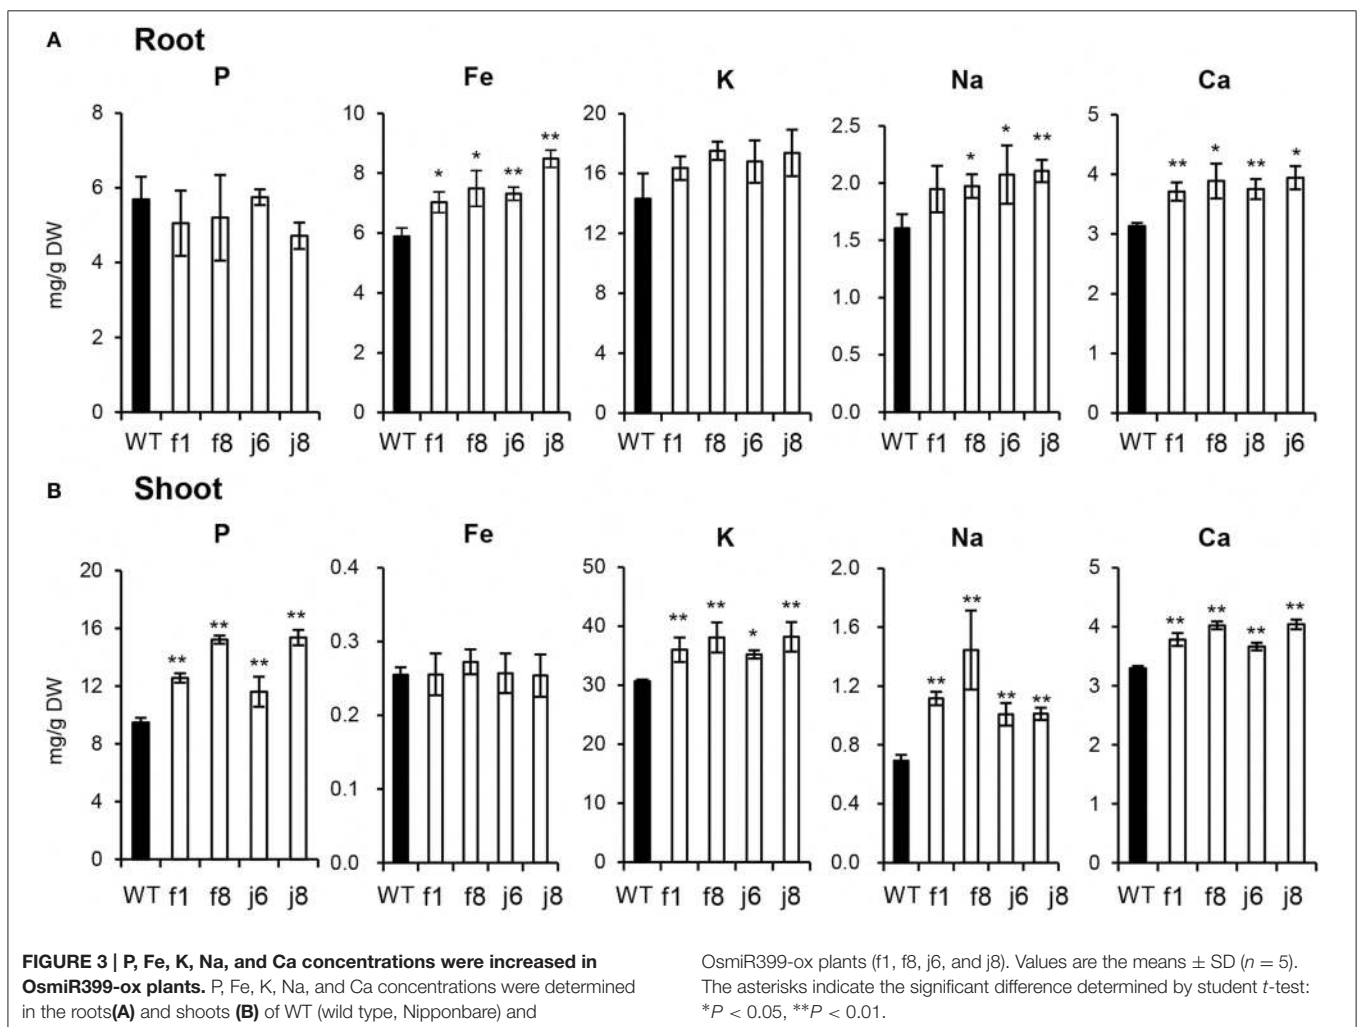 A Root
P Fe K Na Ca
mg/g DW
8
6
4
2
0
10
8
6
4
2
0
20
16
12
8
4
0
2.5
2.0
1.5
1.0
0.5
0.0
5
4
3
2
1
0
* * ** **
* * **
** * ** *
WT f1 f8 j6 j8
WT f1 f8 j6 j8
WT f1 f8 j6 j8
WT f1 f8 j6 j8
WT f1 f8 j8 j6
B Shoot
P Fe K Na Ca
mg/g DW
20
16
12
8
4
0
0.4
0.3
0.2
0.1
0.0
50
40
30
20
10
0
2.0
1.6
1.2
0.8
0.4
0.0
5
4
3
2
1
0
** ** ** **
** ** * **
** ** ** **
** ** ** **
WT f1 f8 j6 j8
WT f1 f8 j6 j8
WT f1 f8 j6 j8
WT f1 f8 j6 j8
WT f1 f8 j6 j8
FIGURE 3 | P, Fe, K, Na, and Ca concentrations were increased in
OsmiR399-ox plants. P, Fe, K, Na, and Ca concentrations were determined
in the roots(A) and shoots (B) of WT (wild type, Nipponbare) and
OsmiR399-ox plants (f1, f8, j6, and j8). Values are the means ± SD (n = 5).
The asterisks indicate the significant difference determined by student t-test:
*P < 0.05, **P < 0.01.